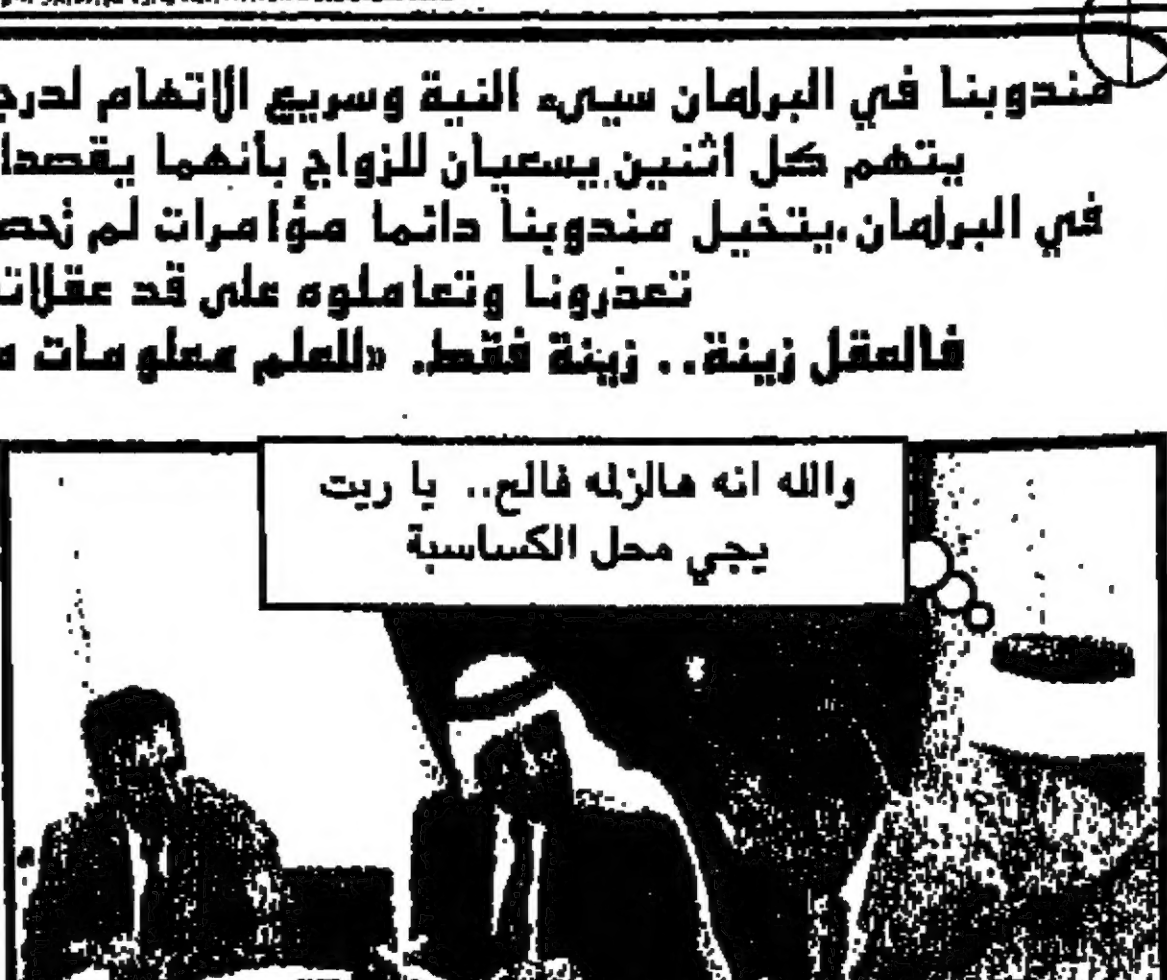 مندوبنا في البرلمان سيىء النية وسريع الاتهام لدرج
يتهم كل اثنين يسعيان للزواج بأنهما يقصدا
في البرلمان،يتخيل مندوبنا دائما مؤامرات لم تحص
تعذرونا وتعاملوه على قد عقلات
فالعقل زينة.. زينة فقط. «للعلم معلومات م
والله انه هالزله فالح.. يا ريت
يجي محل الكساسبة